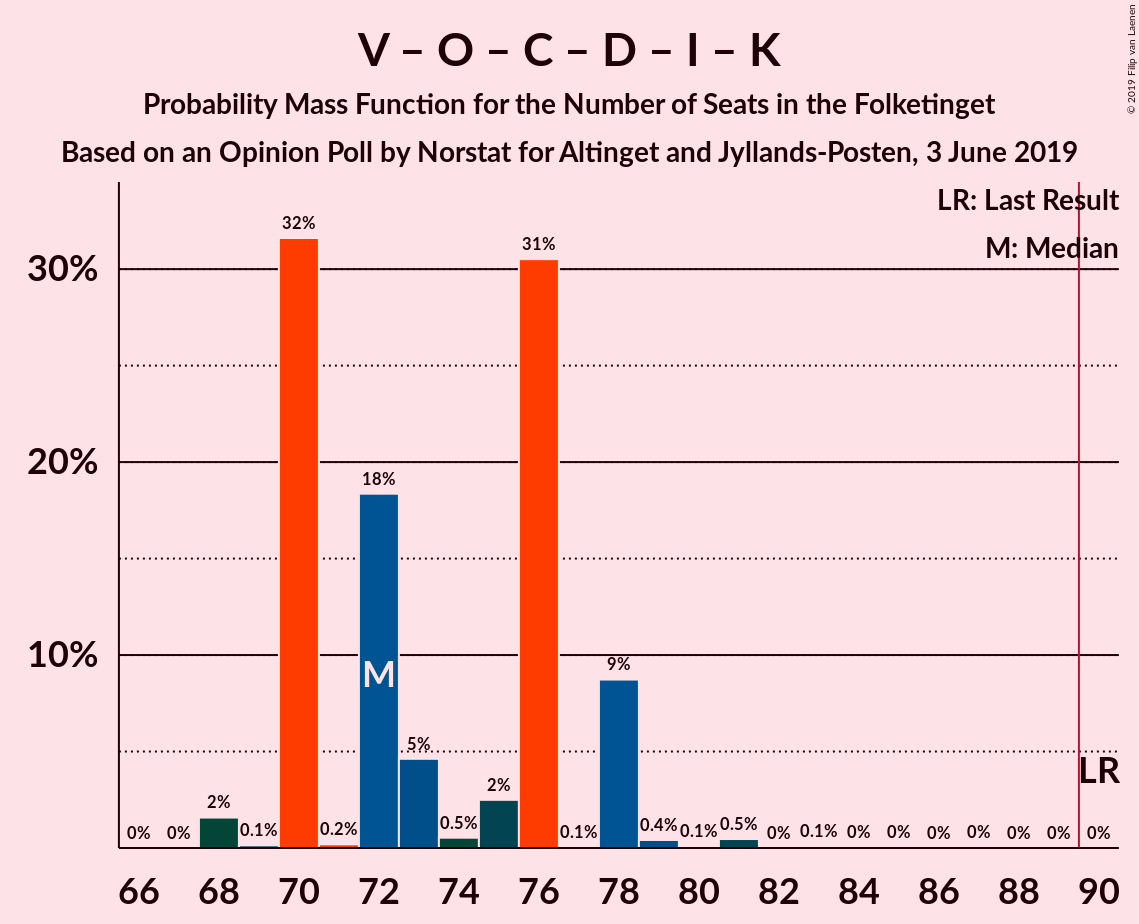 V – O – C – D – I – K
Probability Mass Function for the Number of Seats in the Folketinget
Based on an Opinion Poll by Norstat for Altinget and Jyllands-Posten, 3 June 2019
© 2019 Filip van Laenen
LR: Last Result
M: Median
30%
20%
10%
0% 0% 2% 0.1% 32% 0.2% 18% 5% 0.5% 2% 31% 0.1% 9% 0.4% 0.1% 0.5% 0% 0.1% 0% 0% 0% 0% 0% 0% 0%
M
LR
66 68 70 72 74 76 78 80 82 84 86 88 90